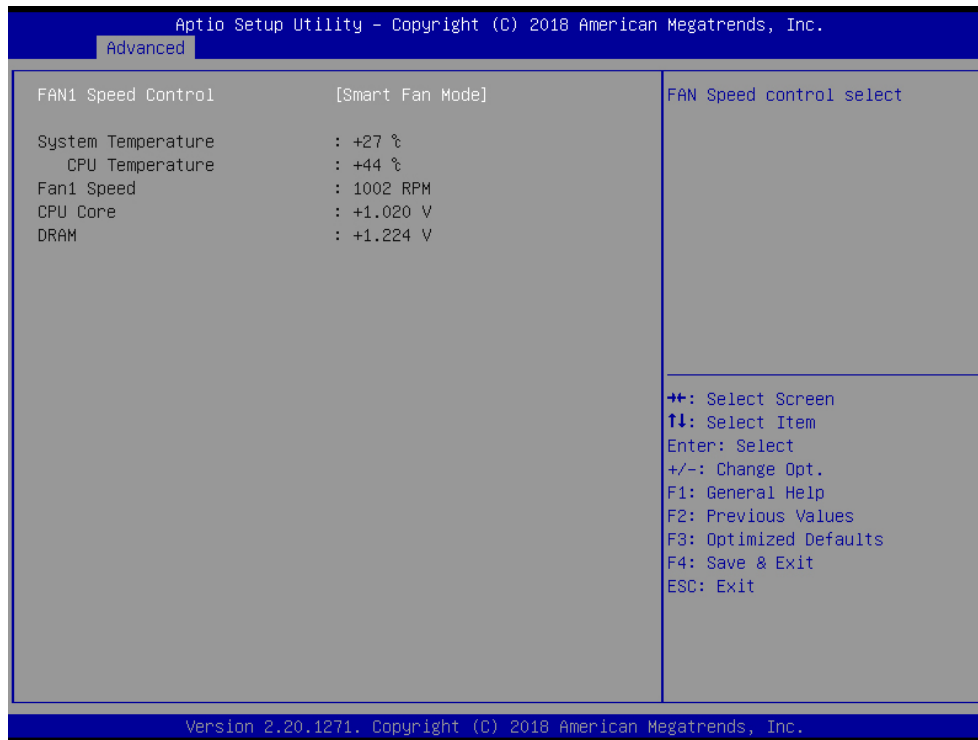 Aptio Setup Utility – Copyright (C) 2018 American Megatrends, Inc.
Advanced
FAN1 Speed Control [Smart Fan Mode]
System Temperature : +27 ℃
CPU Temperature : +44 ℃
Fan1 Speed : 1002 RPM
CPU Core : +1.020 V
DRAM : +1.224 V
FAN Speed control select
→←: Select Screen
↑↓: Select Item
Enter: Select
+/-: Change Opt.
F1: General Help
F2: Previous Values
F3: Optimized Defaults
F4: Save & Exit
ESC: Exit
Version 2.20.1271. Copyright (C) 2018 American Megatrends, Inc.